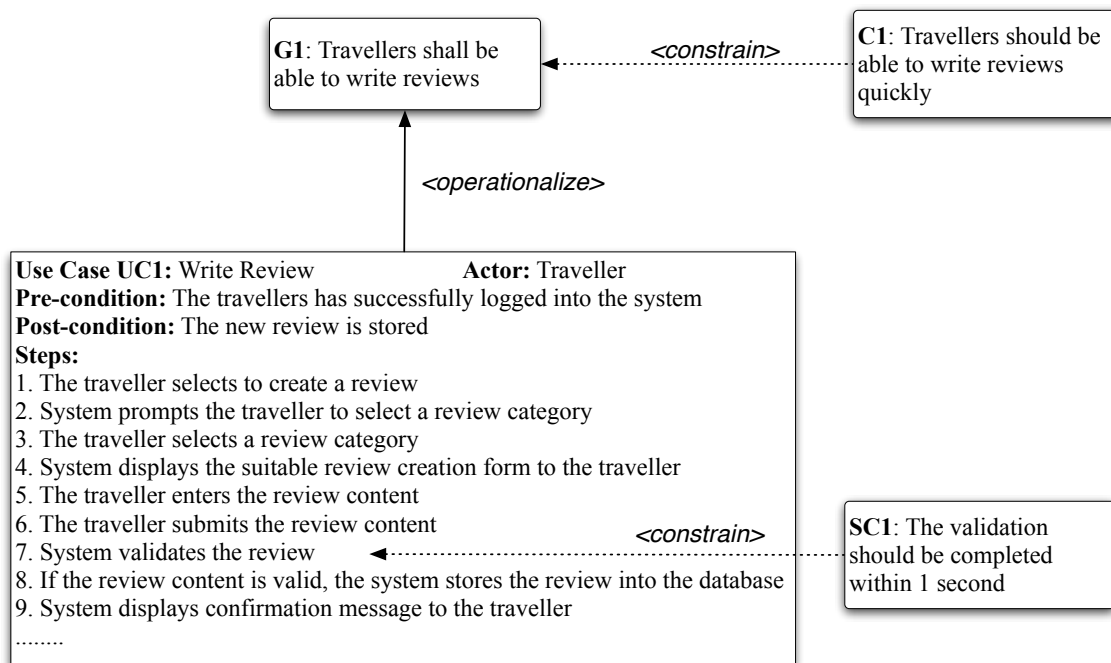 G1: Travellers shall be
able to write reviews
<constrain>
C1: Travellers should be
able to write reviews
quickly
<operationalize>
Use Case UC1: Write Review Actor: Traveller
Pre-condition: The travellers has successfully logged into the system
Post-condition: The new review is stored
Steps:
1. The traveller selects to create a review
2. System prompts the traveller to select a review category
3. The traveller selects a review category
4. System displays the suitable review creation form to the traveller
5. The traveller enters the review content
6. The traveller submits the review content
7. System validates the review
8. If the review content is valid, the system stores the review into the database
9. System displays confirmation message to the traveller
........
<constrain>
SC1: The validation
should be completed
within 1 second